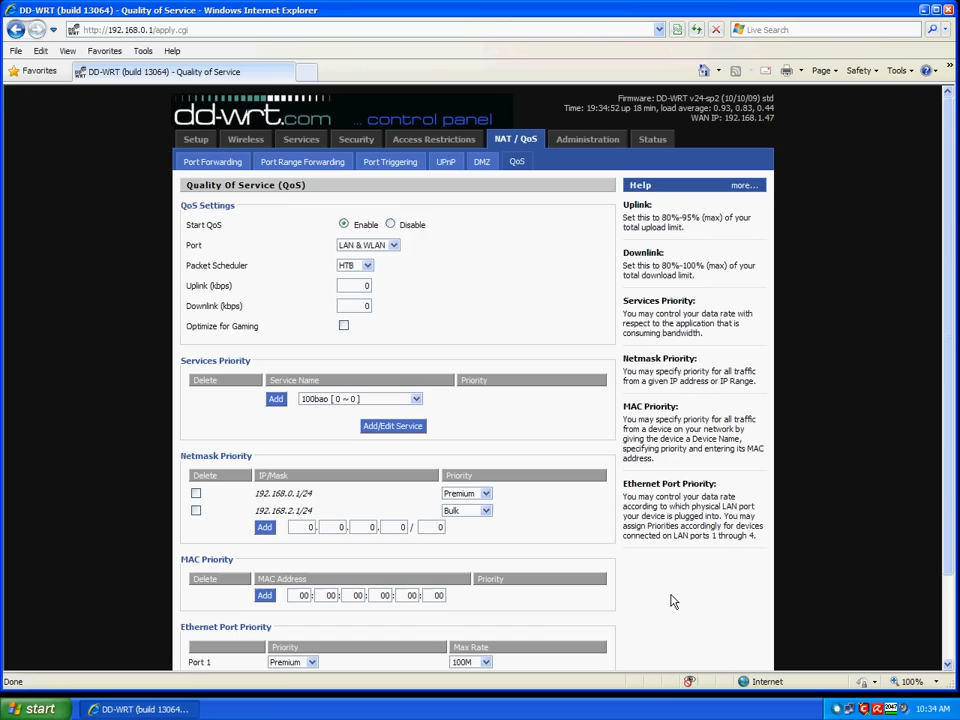 DD-WRT (build 13064) - Quality of Service - Windows Internet Explorer
http://192.168.0.1/apply.cgi
Live Search
File Edit View Favorites Tools Help
Favorites
DD-WRT (build 13064) - Quality of Service
Page Safety Tools
Firmware: DD-WRT v24-sp2 (10/10/09) std
Time: 19:34:52 up 18 min, load average: 0.93, 0.83, 0.44
WAN IP: 192.168.1.47
dd-wrt.com ... control panel
Setup Wireless Services Security Access Restrictions NAT / QoS Administration Status
Port Forwarding Port Range Forwarding Port Triggering UPnP DMZ QoS
Quality Of Service (QoS)
QoS Settings
Start QoS Enable Disable
Port LAN & WLAN
Packet Scheduler HTB
Uplink (kbps) 0
Downlink (kbps) 0
Optimize for Gaming
Services Priority
Delete Service Name Priority
Add 100bao [ 0 ~ 0 ]
Add/Edit Service
Netmask Priority
Delete IP/Mask Priority
192.168.0.1/24 Premium
192.168.2.1/24 Bulk
Add 0. 0. 0. 0 / 0
MAC Priority
Delete MAC Address Priority
Add 00: 00: 00: 00: 00: 00
Ethernet Port Priority
Priority Max Rate
Port 1 Premium 100M
Help more...
Uplink:
Set this to 80%-95% (max) of your
total upload limit.
Downlink:
Set this to 80%-100% (max) of your
total download limit.
Services Priority:
You may control your data rate with
respect to the application that is
consuming bandwidth.
Netmask Priority:
You may specify priority for all traffic
from a given IP address or IP Range.
MAC Priority:
You may specify priority for all traffic
from a device on your network by
giving the device a Device Name,
specifying priority and entering its MAC
address.
Ethernet Port Priority:
You may control your data rate
according to which physical LAN port
your device is plugged into. You may
assign Priorities accordingly for devices
connected on LAN ports 1 through 4.
Done
Internet
100%
start
DD-WRT (build 13064...
2047
10:34 AM